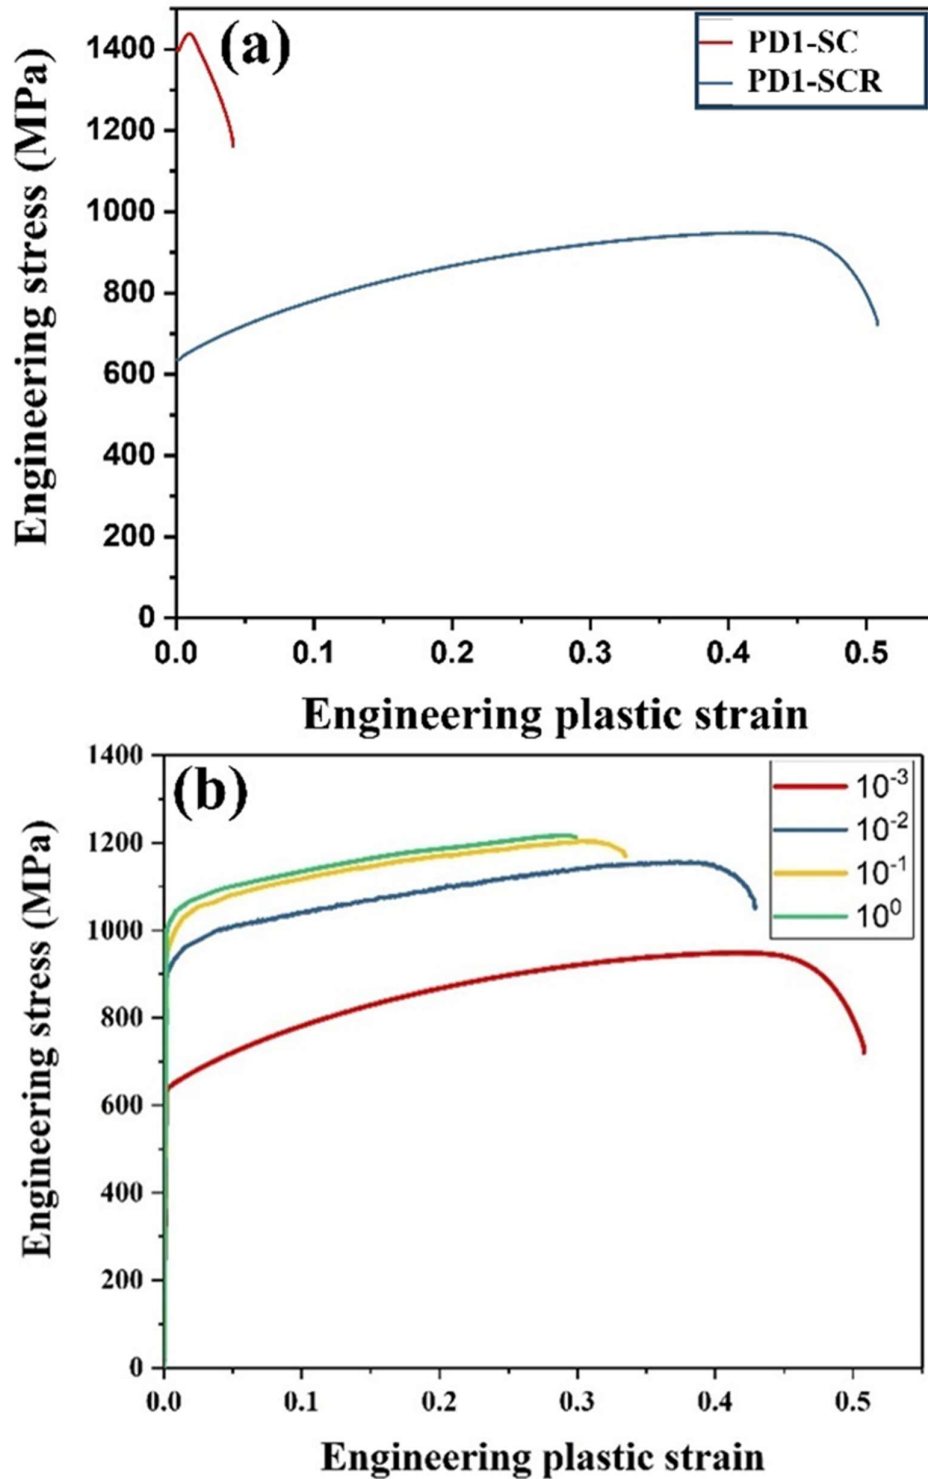 (a)
PD1-SC
PD1-SCR
1400
1200
1000
800
600
400
200
0
Engineering stress (MPa)
0.0 0.1 0.2 0.3 0.4 0.5
Engineering plastic strain
(b)
10⁻³
10⁻²
10⁻¹
10⁰
1400
1200
1000
800
600
400
200
0
Engineering stress (MPa)
0.0 0.1 0.2 0.3 0.4 0.5
Engineering plastic strain